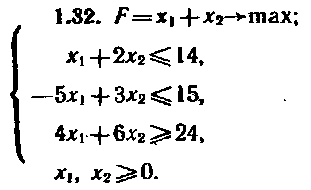 1.32. F=x₁+x₂→max;
x₁+2x₂⩽14,
—5x₁+3x₂⩽15,
4x₁+6x₂⩾24,
x₁, x₂⩾0.